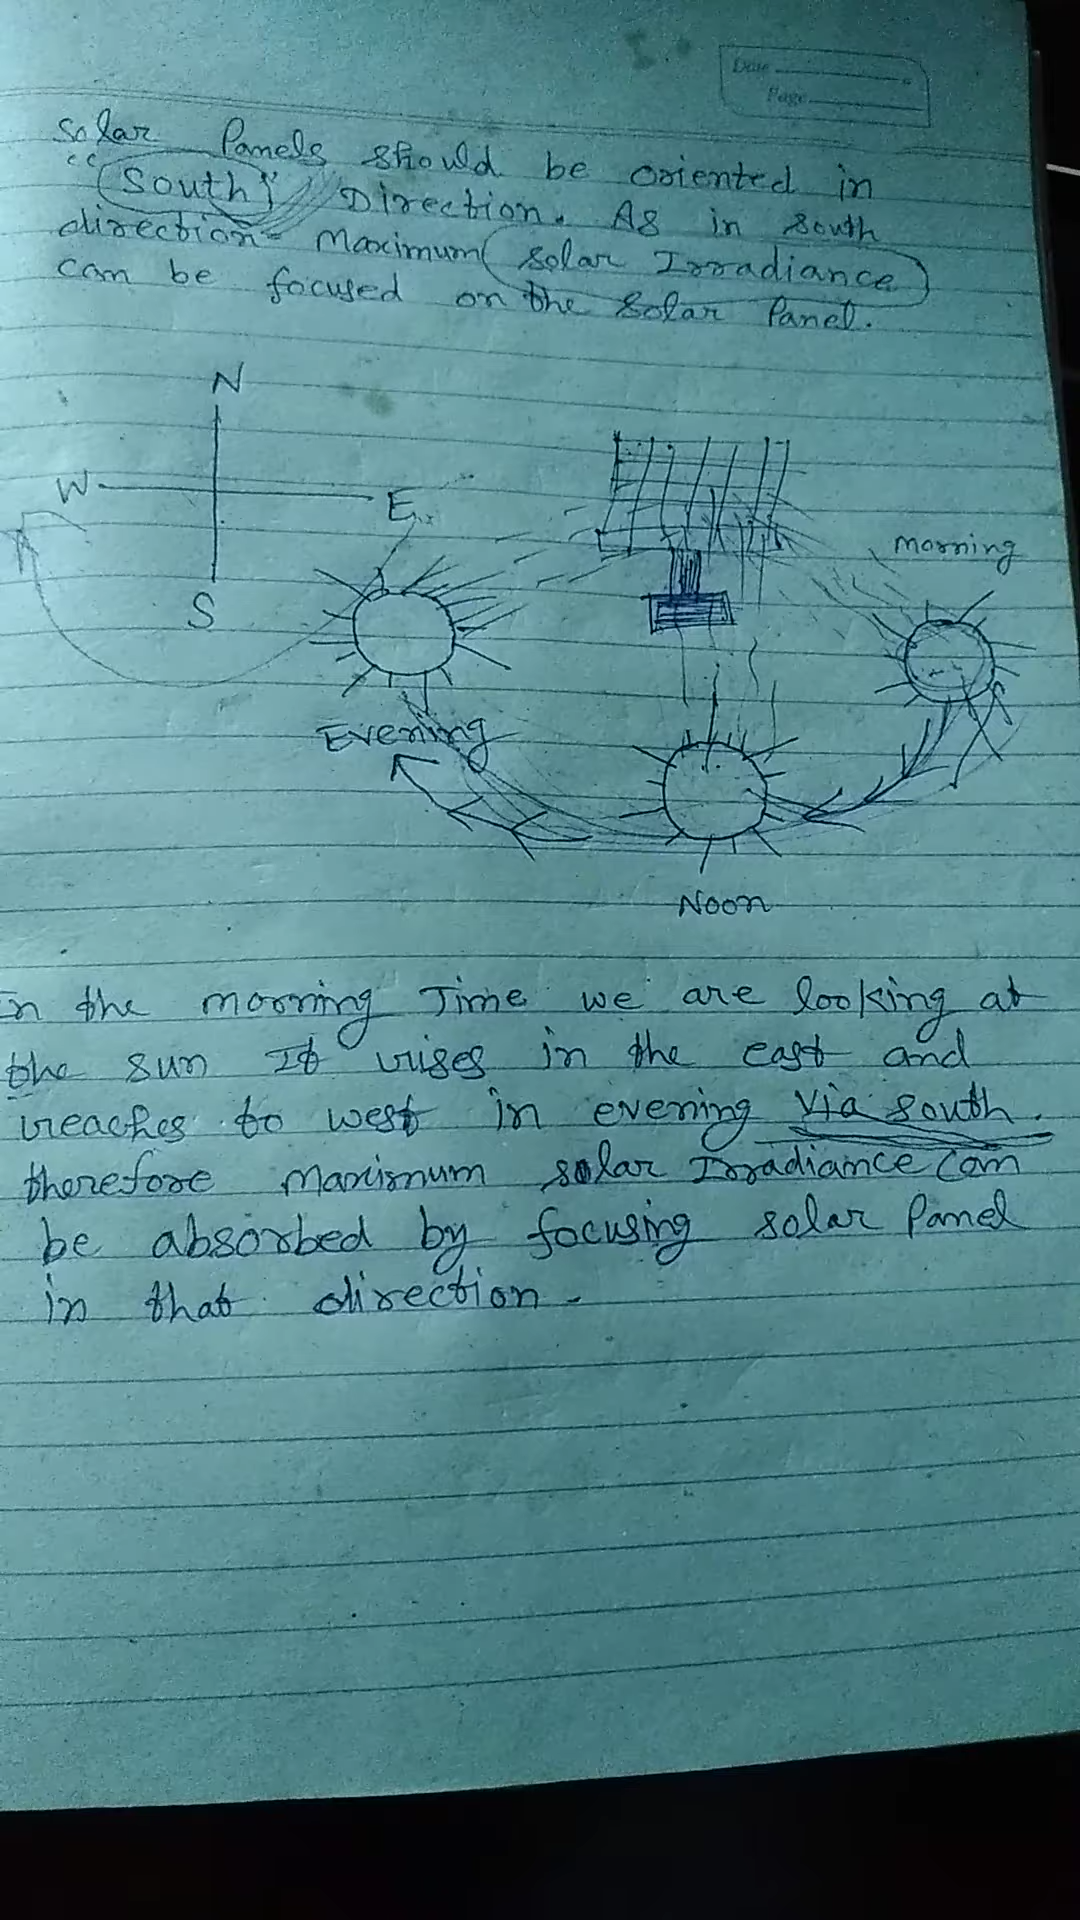 Date
Page
Solar Panels should be oriented in
"South" Direction. As in south
direction maximum solar Irradiance
can be focused on the solar Panel.
N
W E
S
morning
Evening
Noon
In the morning Time we are looking at
the sun It rises in the east and
reaches to west in evening via south.
therefore maximum solar Irradiance can
be absorbed by focusing solar Panel
in that direction.